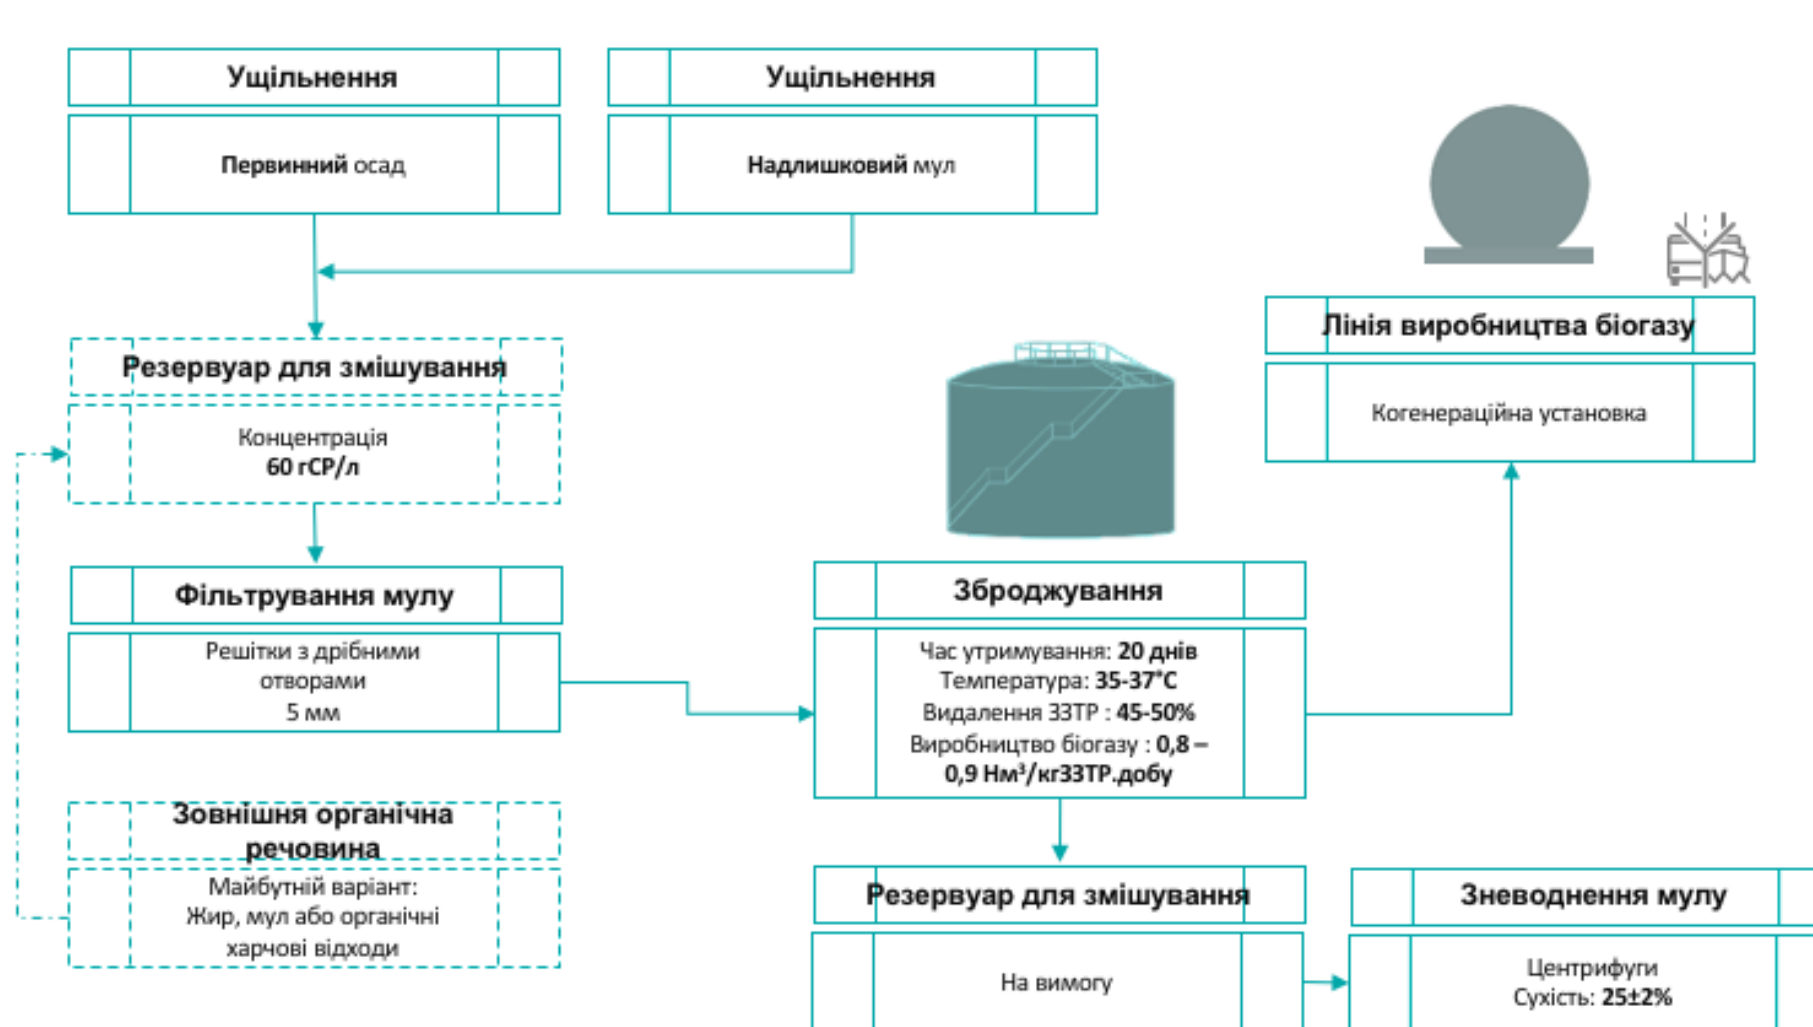 Ущільнення
Первинний осад
Ущільнення
Надлишковий мул
Резервуар для змішування
Концентрація
60 гСР/л
Фільтрування мулу
Решітки з дрібними
отворами
5 мм
Зовнішня органічна
речовина
Майбутній варіант:
Жир, мул або органічні
харчові відходи
Зброджування
Час утримування: 20 днів
Температура: 35-37°C
Видалення ЗЗТР : 45-50%
Виробництво біогазу : 0,8 –
0,9 Нм³/кгЗЗТР.добу
Лінія виробництва біогазу
Когенераційна установка
Резервуар для змішування
На вимогу
Зневоднення мулу
Центрифуги
Сухість: 25±2%